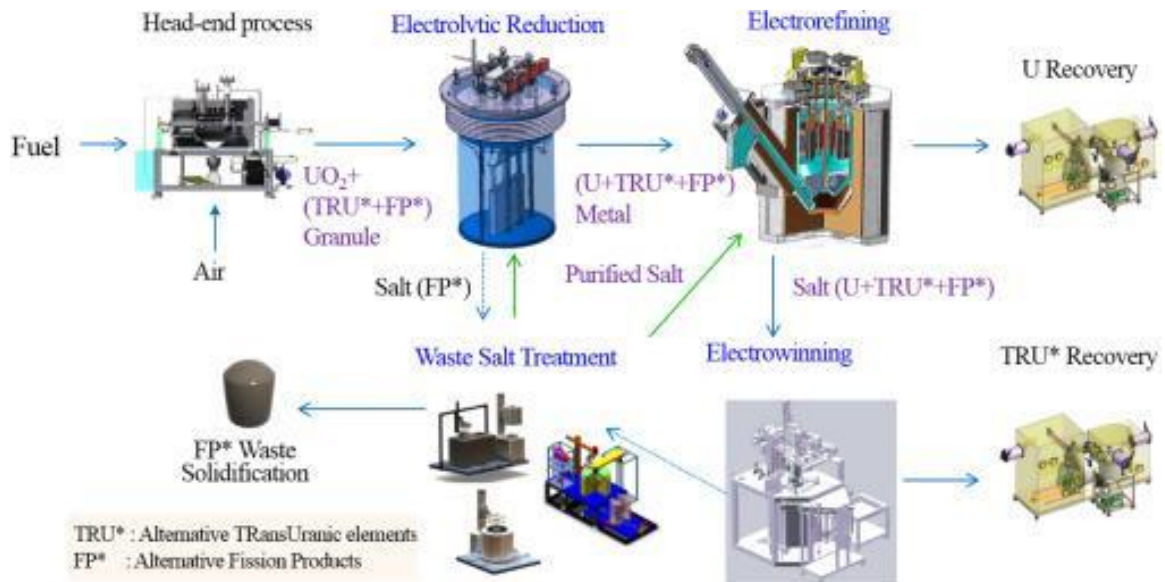 Head-end process
Electrolytic Reduction
Electrorefining
U Recovery
Fuel
UO₂+
(TRU*+FP*)
Granule
(U+TRU*+FP*)
Metal
Air
Salt (FP*)
Purified Salt
Salt (U+TRU*+FP*)
Waste Salt Treatment
Electrowinning
TRU* Recovery
FP* Waste
Solidification
TRU* : Alternative TRansUranic elements
FP* : Alternative Fission Products